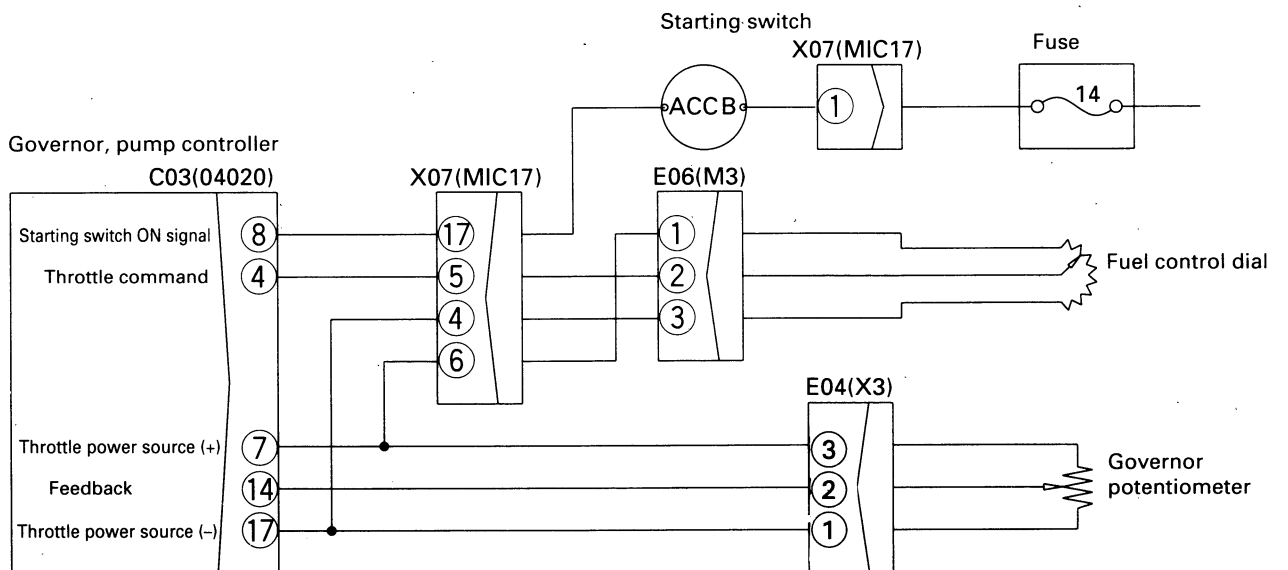 Starting switch
X07(MIC17)
Fuse
ACC B
1
14
Governor, pump controller
C03(04020)
X07(MIC17)
E06(M3)
Starting switch ON signal
8
17
1
Throttle command
4
5
2
Fuel control dial
4
3
6
E04(X3)
Throttle power source (+)
7
3
Feedback
14
2
Governor
potentiometer
Throttle power source (−)
17
1